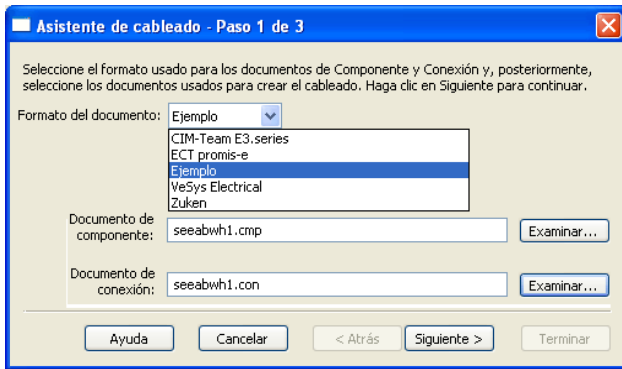 Asistente de cableado - Paso 1 de 3
Seleccione el formato usado para los documentos de Componente y Conexión y, posteriormente,
seleccione los documentos usados para crear el cableado. Haga clic en Siguiente para continuar.
Formato del documento: Ejemplo
CIM-Team E3.series
ECT promis-e
Ejemplo
VeSys Electrical
Zuken
Documento de
componente: seeabwh1.cmp Examinar...
Documento de
conexión: seeabwh1.con Examinar...
Ayuda Cancelar < Atrás Siguiente > Terminar